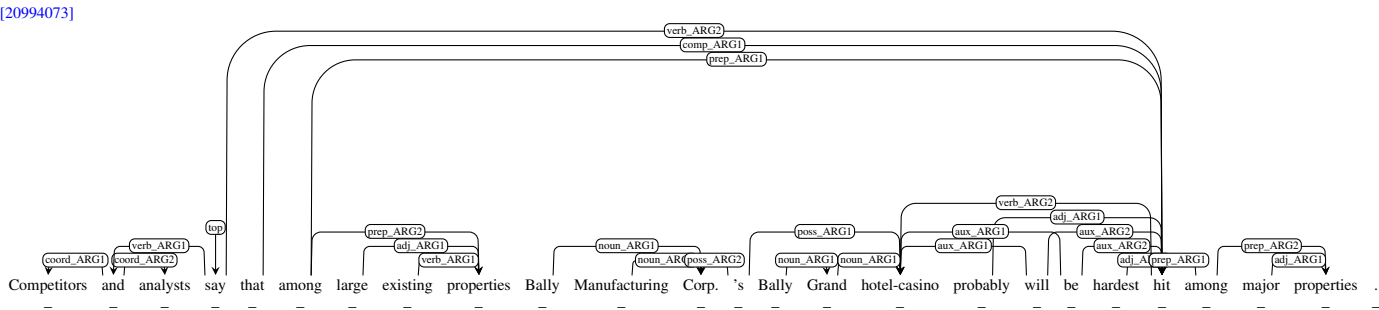 [20994073]
verb_ARG2
comp_ARG1
prep_ARG1
verb_ARG2
top prep_ARG2 noun_ARG1 poss_ARG1 adj_ARG1 aux_ARG1 aux_ARG2
verb_ARG1 adj_ARG1 aux_ARG1 aux_ARG2 prep_ARG2
coord_ARG1 coord_ARG2 verb_ARG1 poss_ARG2 noun_ARG1 noun_ARG1 prep_ARG1 adj_ARG1
Competitors and analysts say that among large existing properties Bally Manufacturing Corp. 's Bally Grand hotel-casino probably will be hardest hit among major properties .
_ _ _ _ _ _ _ _ _ _ _ _ _ _ _ _ _ _ _ _ _ _ _ _ _